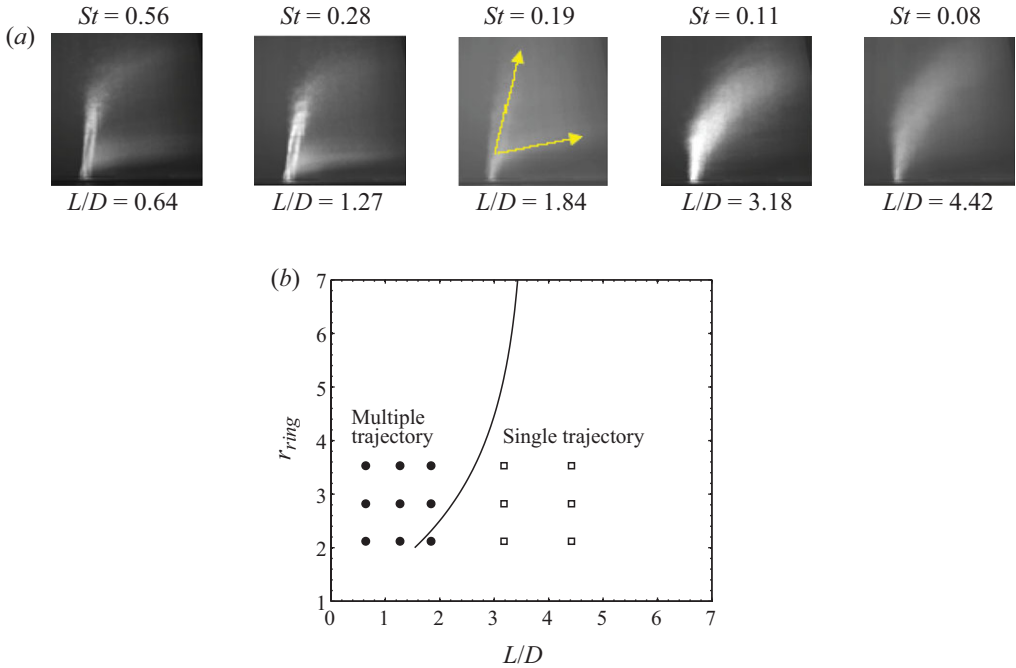 St = 0.56 St = 0.28 St = 0.19 St = 0.11 St = 0.08
(a)
L/D = 0.64 L/D = 1.27 L/D = 1.84 L/D = 3.18 L/D = 4.42
(b)
7
6
5
4
3
2
1
r_ring
Multiple
trajectory
Single trajectory
0 1 2 3 4 5 6 7
L/D